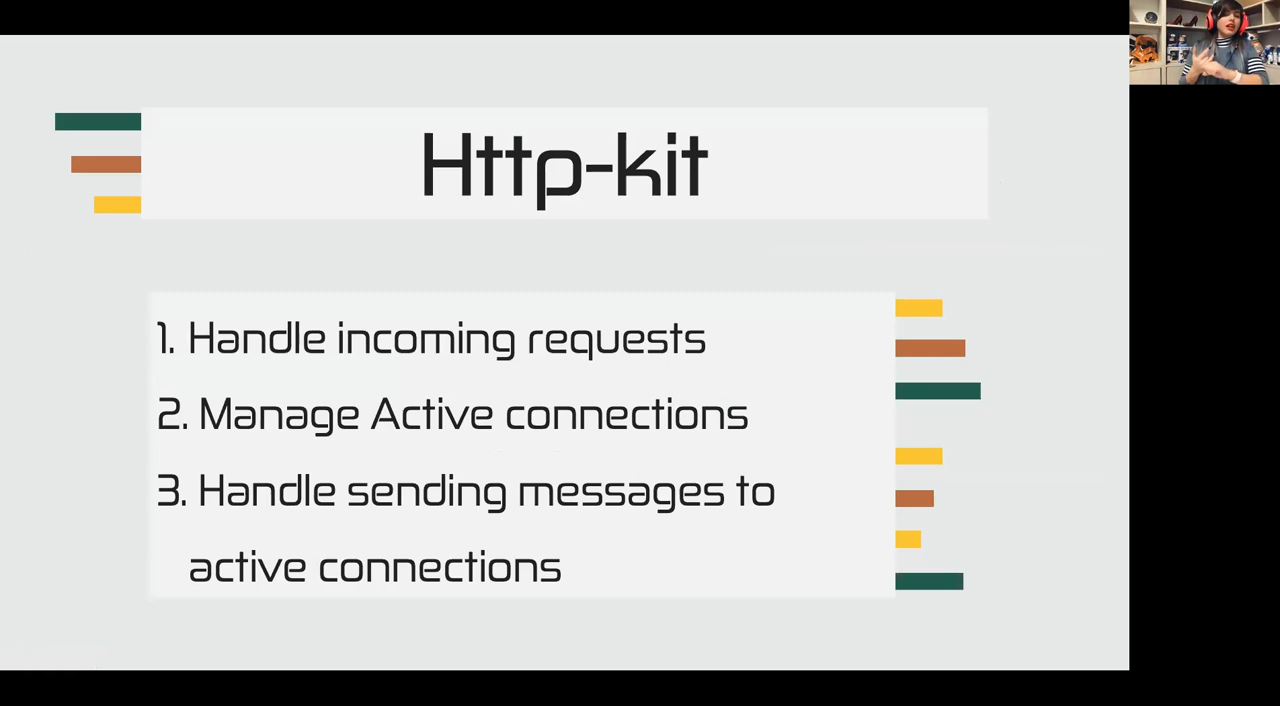 Http-kit
1. Handle incoming requests
2. Manage Active connections
3. Handle sending messages to
active connections